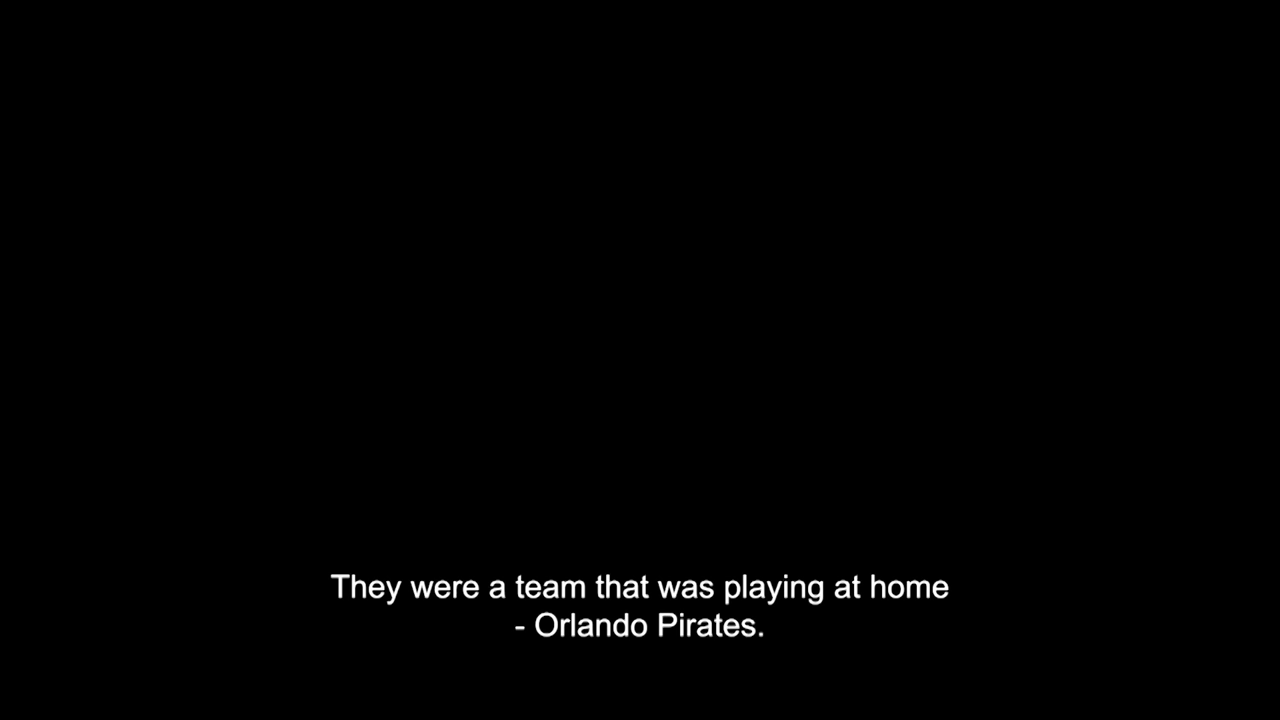 They were a team that was playing at home
- Orlando Pirates.